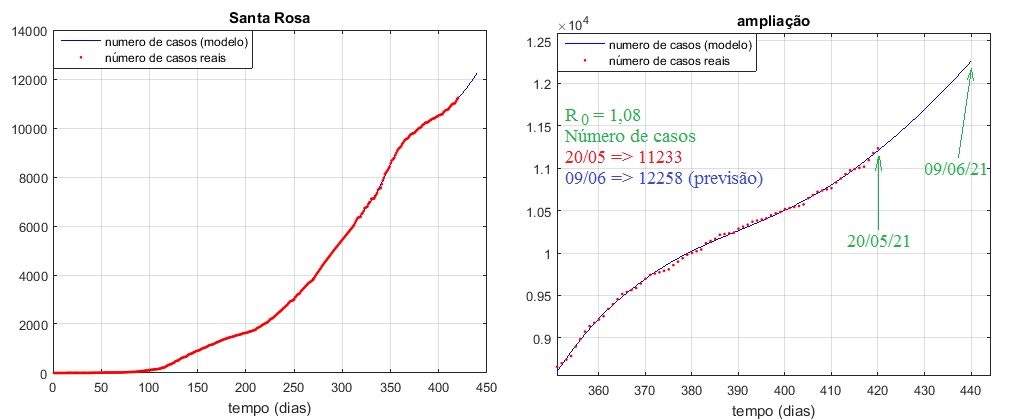 Santa Rosa
numero de casos (modelo)
número de casos reais
14000
12000
10000
8000
6000
4000
2000
0
0 50 100 150 200 250 300 350 400 450
tempo (dias)
ampliação
×10⁴
numero de casos (modelo)
número de casos reais
R₀ = 1,08
Número de casos
20/05 => 11233
09/06 => 12258 (previsão)
09/06/21
20/05/21
1.25
1.2
1.15
1.1
1.05
1
0.95
0.9
360 370 380 390 400 410 420 430 440
tempo (dias)